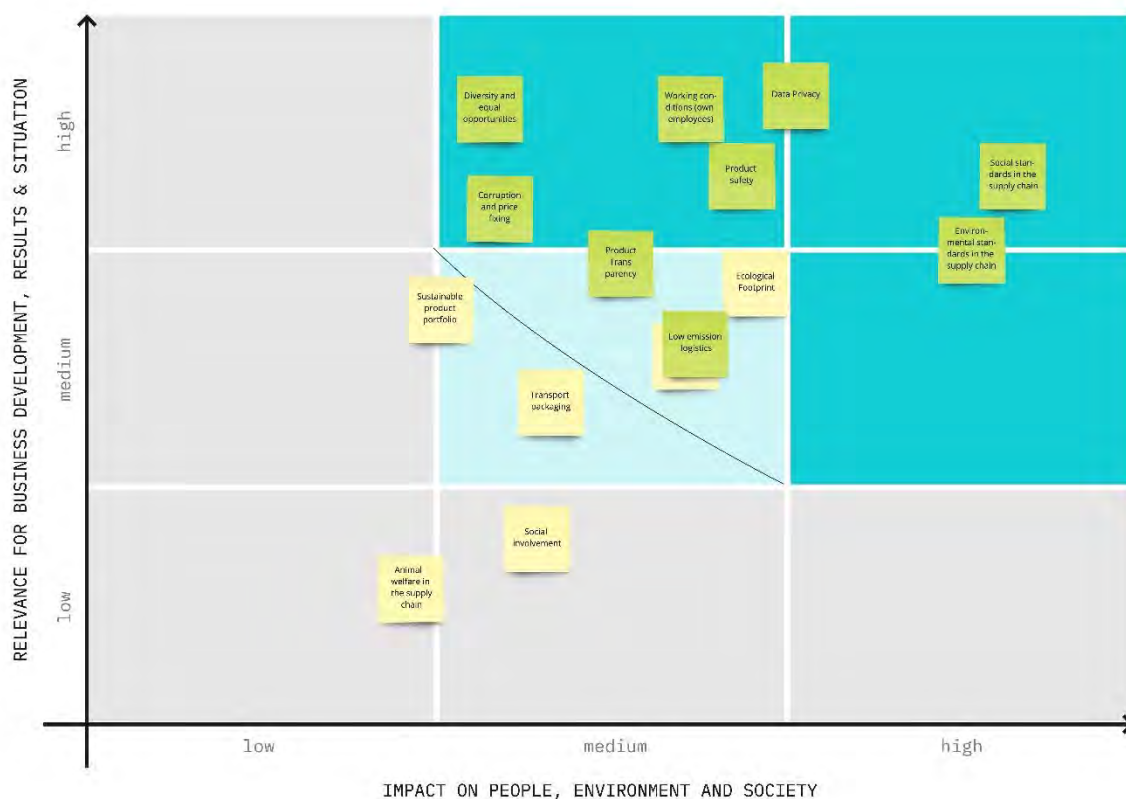 RELEVANCE FOR BUSINESS DEVELOPMENT, RESULTS & SITUATION
high
medium
low
Diversity and
equal
opportunities
Working con-
ditions (own
employees)
Data Privacy
Product
safety
Social stan-
dards in the
supply chain
Corruption
and price
fixing
Product
Trans
parency
Environ-
mental stan-
dards in the
supply chain
Ecological
Footprint
Sustainable
product
portfolio
Low emission
logistics
Transport
packaging
Social
involvement
Animal
welfare in
the supply
chain
low
medium
high
IMPACT ON PEOPLE, ENVIRONMENT AND SOCIETY